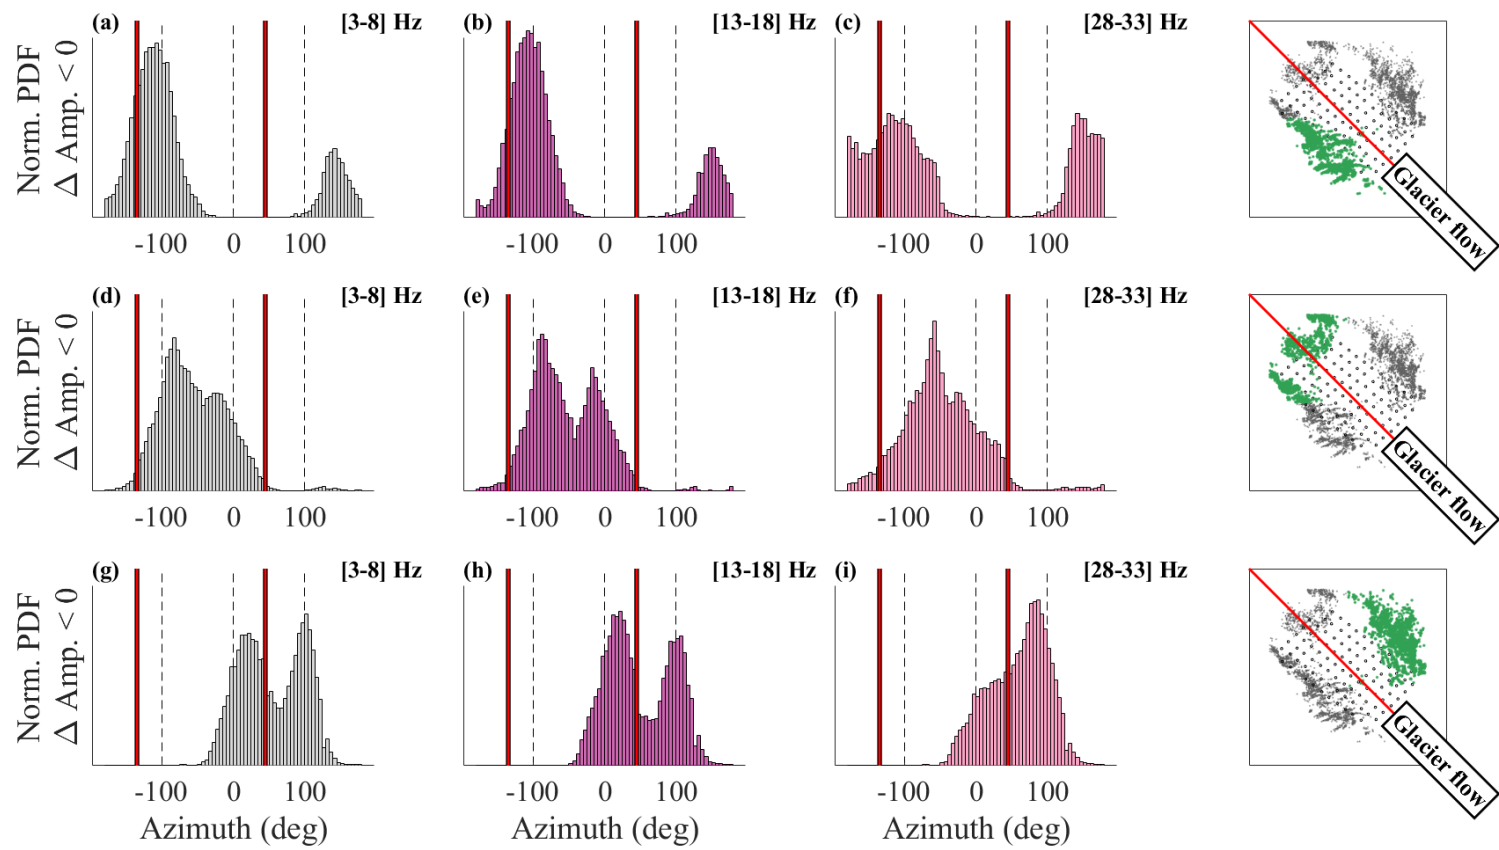 (a) [3-8] Hz (b) [13-18] Hz (c) [28-33] Hz
Norm. PDF
Δ Amp. < 0
-100 0 100 -100 0 100 -100 0 100
Glacier flow
(d) [3-8] Hz (e) [13-18] Hz (f) [28-33] Hz
Norm. PDF
Δ Amp. < 0
-100 0 100 -100 0 100 -100 0 100
Glacier flow
(g) [3-8] Hz (h) [13-18] Hz (i) [28-33] Hz
Norm. PDF
Δ Amp. < 0
-100 0 100 -100 0 100 -100 0 100
Glacier flow
Azimuth (deg) Azimuth (deg) Azimuth (deg)